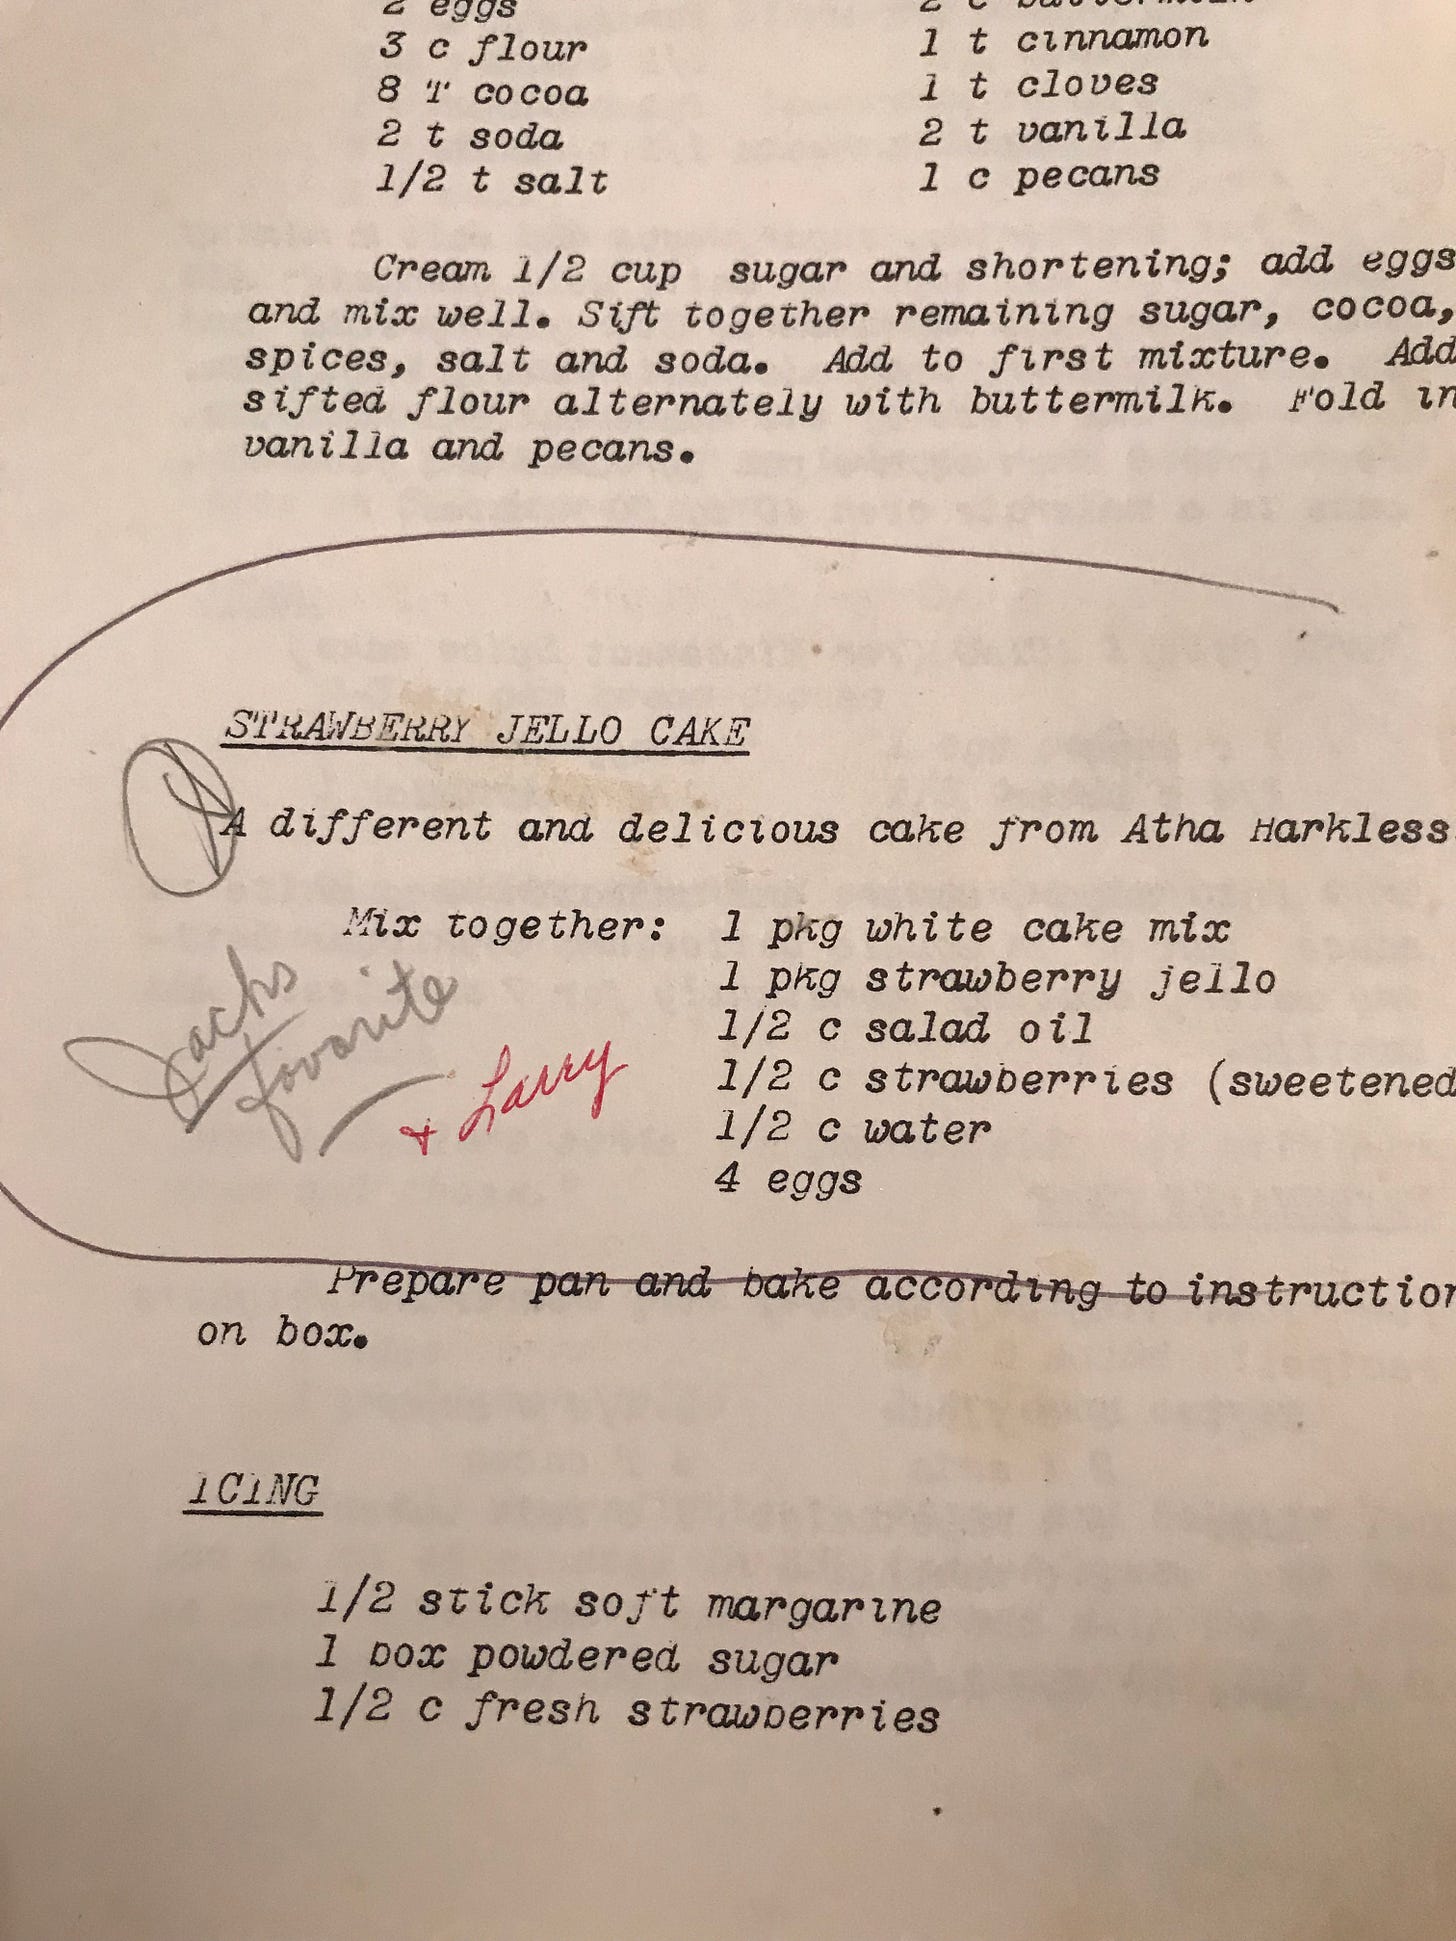 2 eggs
3 c flour
8 T cocoa
2 t soda
1/2 t salt
2 c buttermilk
1 t cinnamon
1 t cloves
2 t vanilla
1 c pecans
Cream 1/2 cup sugar and shortening; add eggs
and mix well. Sift together remaining sugar, cocoa,
spices, salt and soda. Add to first mixture. Add
sifted flour alternately with buttermilk. Fold in
vanilla and pecans.
STRAWBERRY JELLO CAKE
A different and delicious cake from Atha Harkless
Mix together: 1 pkg white cake mix
1 pkg strawberry jello
1/2 c salad oil
1/2 c strawberries (sweetened
1/2 c water
4 eggs
Jachs
favorite
+ Larry
Prepare pan and bake according to instruction
on box.
ICING
1/2 stick soft margarine
1 box powdered sugar
1/2 c fresh strawberries